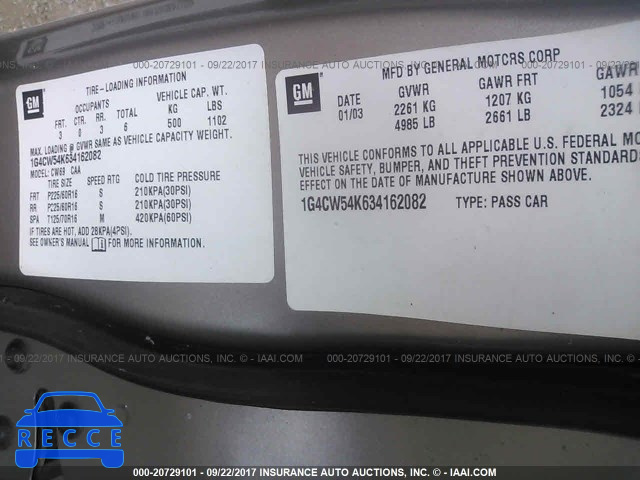 000-20729101 - 09/22/2017 INSURANCE AUTO AUCTIONS, INC. © - IAAI.COM
GM
TIRE-LOADING INFORMATION
OCCUPANTS VEHICLE CAP. WT.
FRT. CTR. RR. TOTAL KG LBS
3 0 3 6 500 1102
MAX. LOADING @ GVWR SAME AS VEHICLE CAPACITY WEIGHT.
1G4CW54K634162082
MODEL: CW69 CAA
TIRE SIZE SPEED RTG COLD TIRE PRESSURE
FRT P225/60R16 S 210KPA(30PSI)
RR P225/60R16 S 210KPA(30PSI)
SPA T125/70R16 M 420KPA(60PSI)
IF TIRES ARE HOT, ADD 28KPA(4PSI).
SEE OWNER'S MANUAL FOR MORE INFORMATION.
GM
MFD BY GENERAL MOTORS CORP
DATE GVWR GAWR FRT GAWR
01/03 2261 KG 1207 KG 1054
4985 LB 2661 LB 2324
THIS VEHICLE CONFORMS TO ALL APPLICABLE U.S. FEDERAL
VEHICLE SAFETY, BUMPER, AND THEFT PREVENTION STANDARDS
IN EFFECT ON THE DATE OF MANUFACTURE SHOWN ABOVE.
1G4CW54K634162082 TYPE: PASS CAR
000-20729101 - 09/22/2017 INSURANCE AUTO AUCTIONS, INC. © - IAAI.COM
000-20729101 - 09/22/2017 INSURANCE AUTO AUCTIONS, INC. © - IAAI.COM
RECCE
000-20729101 - 09/22/2017 INSURANCE AUTO AUCTIONS, INC. © - IAAI.COM